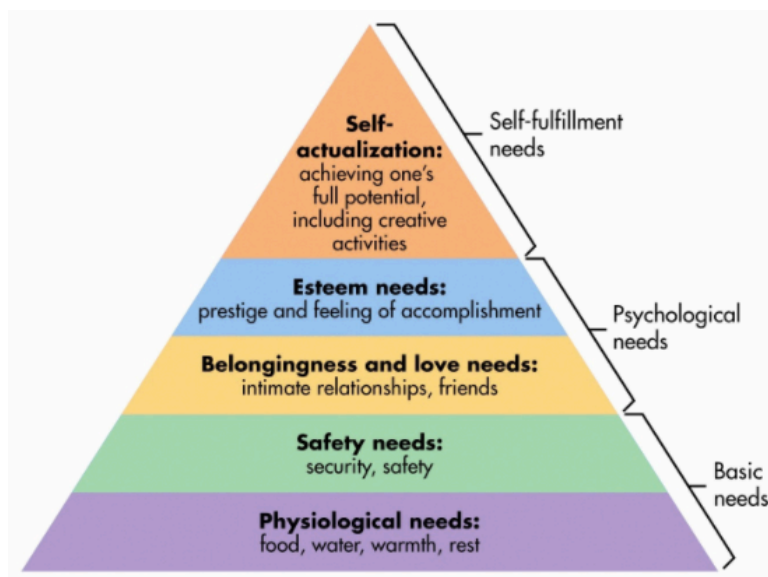 Self-
actualization:
achieving one's
full potential,
including creative
activities
Self-fulfillment
needs
Esteem needs:
prestige and feeling of accomplishment
Psychological
needs
Belongingness and love needs:
intimate relationships, friends
Safety needs:
security, safety
Basic
needs
Physiological needs:
food, water, warmth, rest